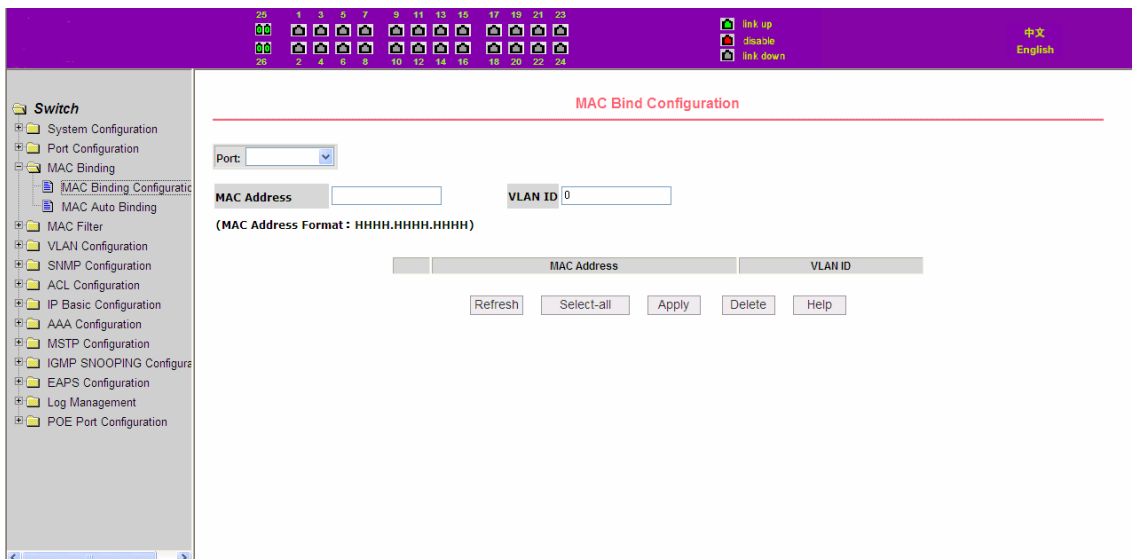 25 1 3 5 7 9 11 13 15 17 19 21 23
26 2 4 6 8 10 12 14 16 18 20 22 24
link up
disable
link down
中文
English
Switch
System Configuration
Port Configuration
MAC Binding
MAC Binding Configuratic
MAC Auto Binding
MAC Filter
VLAN Configuration
SNMP Configuration
ACL Configuration
IP Basic Configuration
AAA Configuration
MSTP Configuration
IGMP SNOOPING Configura
EAPS Configuration
Log Management
POE Port Configuration
MAC Bind Configuration
Port:
MAC Address VLAN ID 0
(MAC Address Format：HHHH.HHHH.HHHH)
MAC Address VLAN ID
Refresh Select-all Apply Delete Help